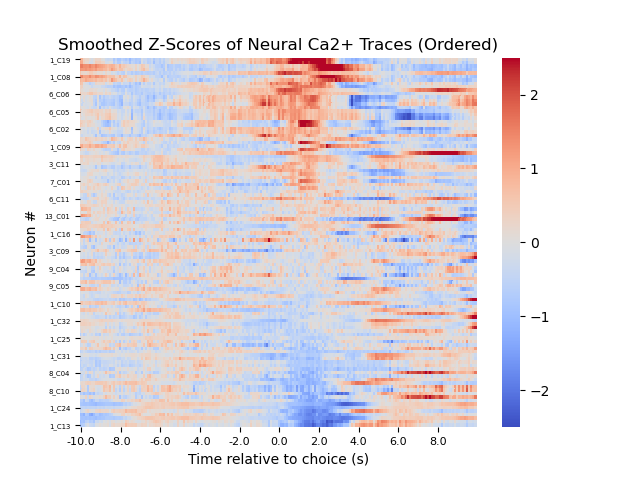 Smoothed Z-Scores of Neural Ca2+ Traces (Ordered)
1_C19
1_C08
6_C06
6_C05
6_C02
1_C09
3_C11
7_C01
6_C11
13_C01
1_C16
3_C09
9_C04
9_C05
1_C10
1_C32
1_C25
1_C31
8_C04
8_C10
1_C24
1_C13
Neuron #
-10.0 -8.0 -6.0 -4.0 -2.0 0.0 2.0 4.0 6.0 8.0
Time relative to choice (s)
2
1
0
−1
−2